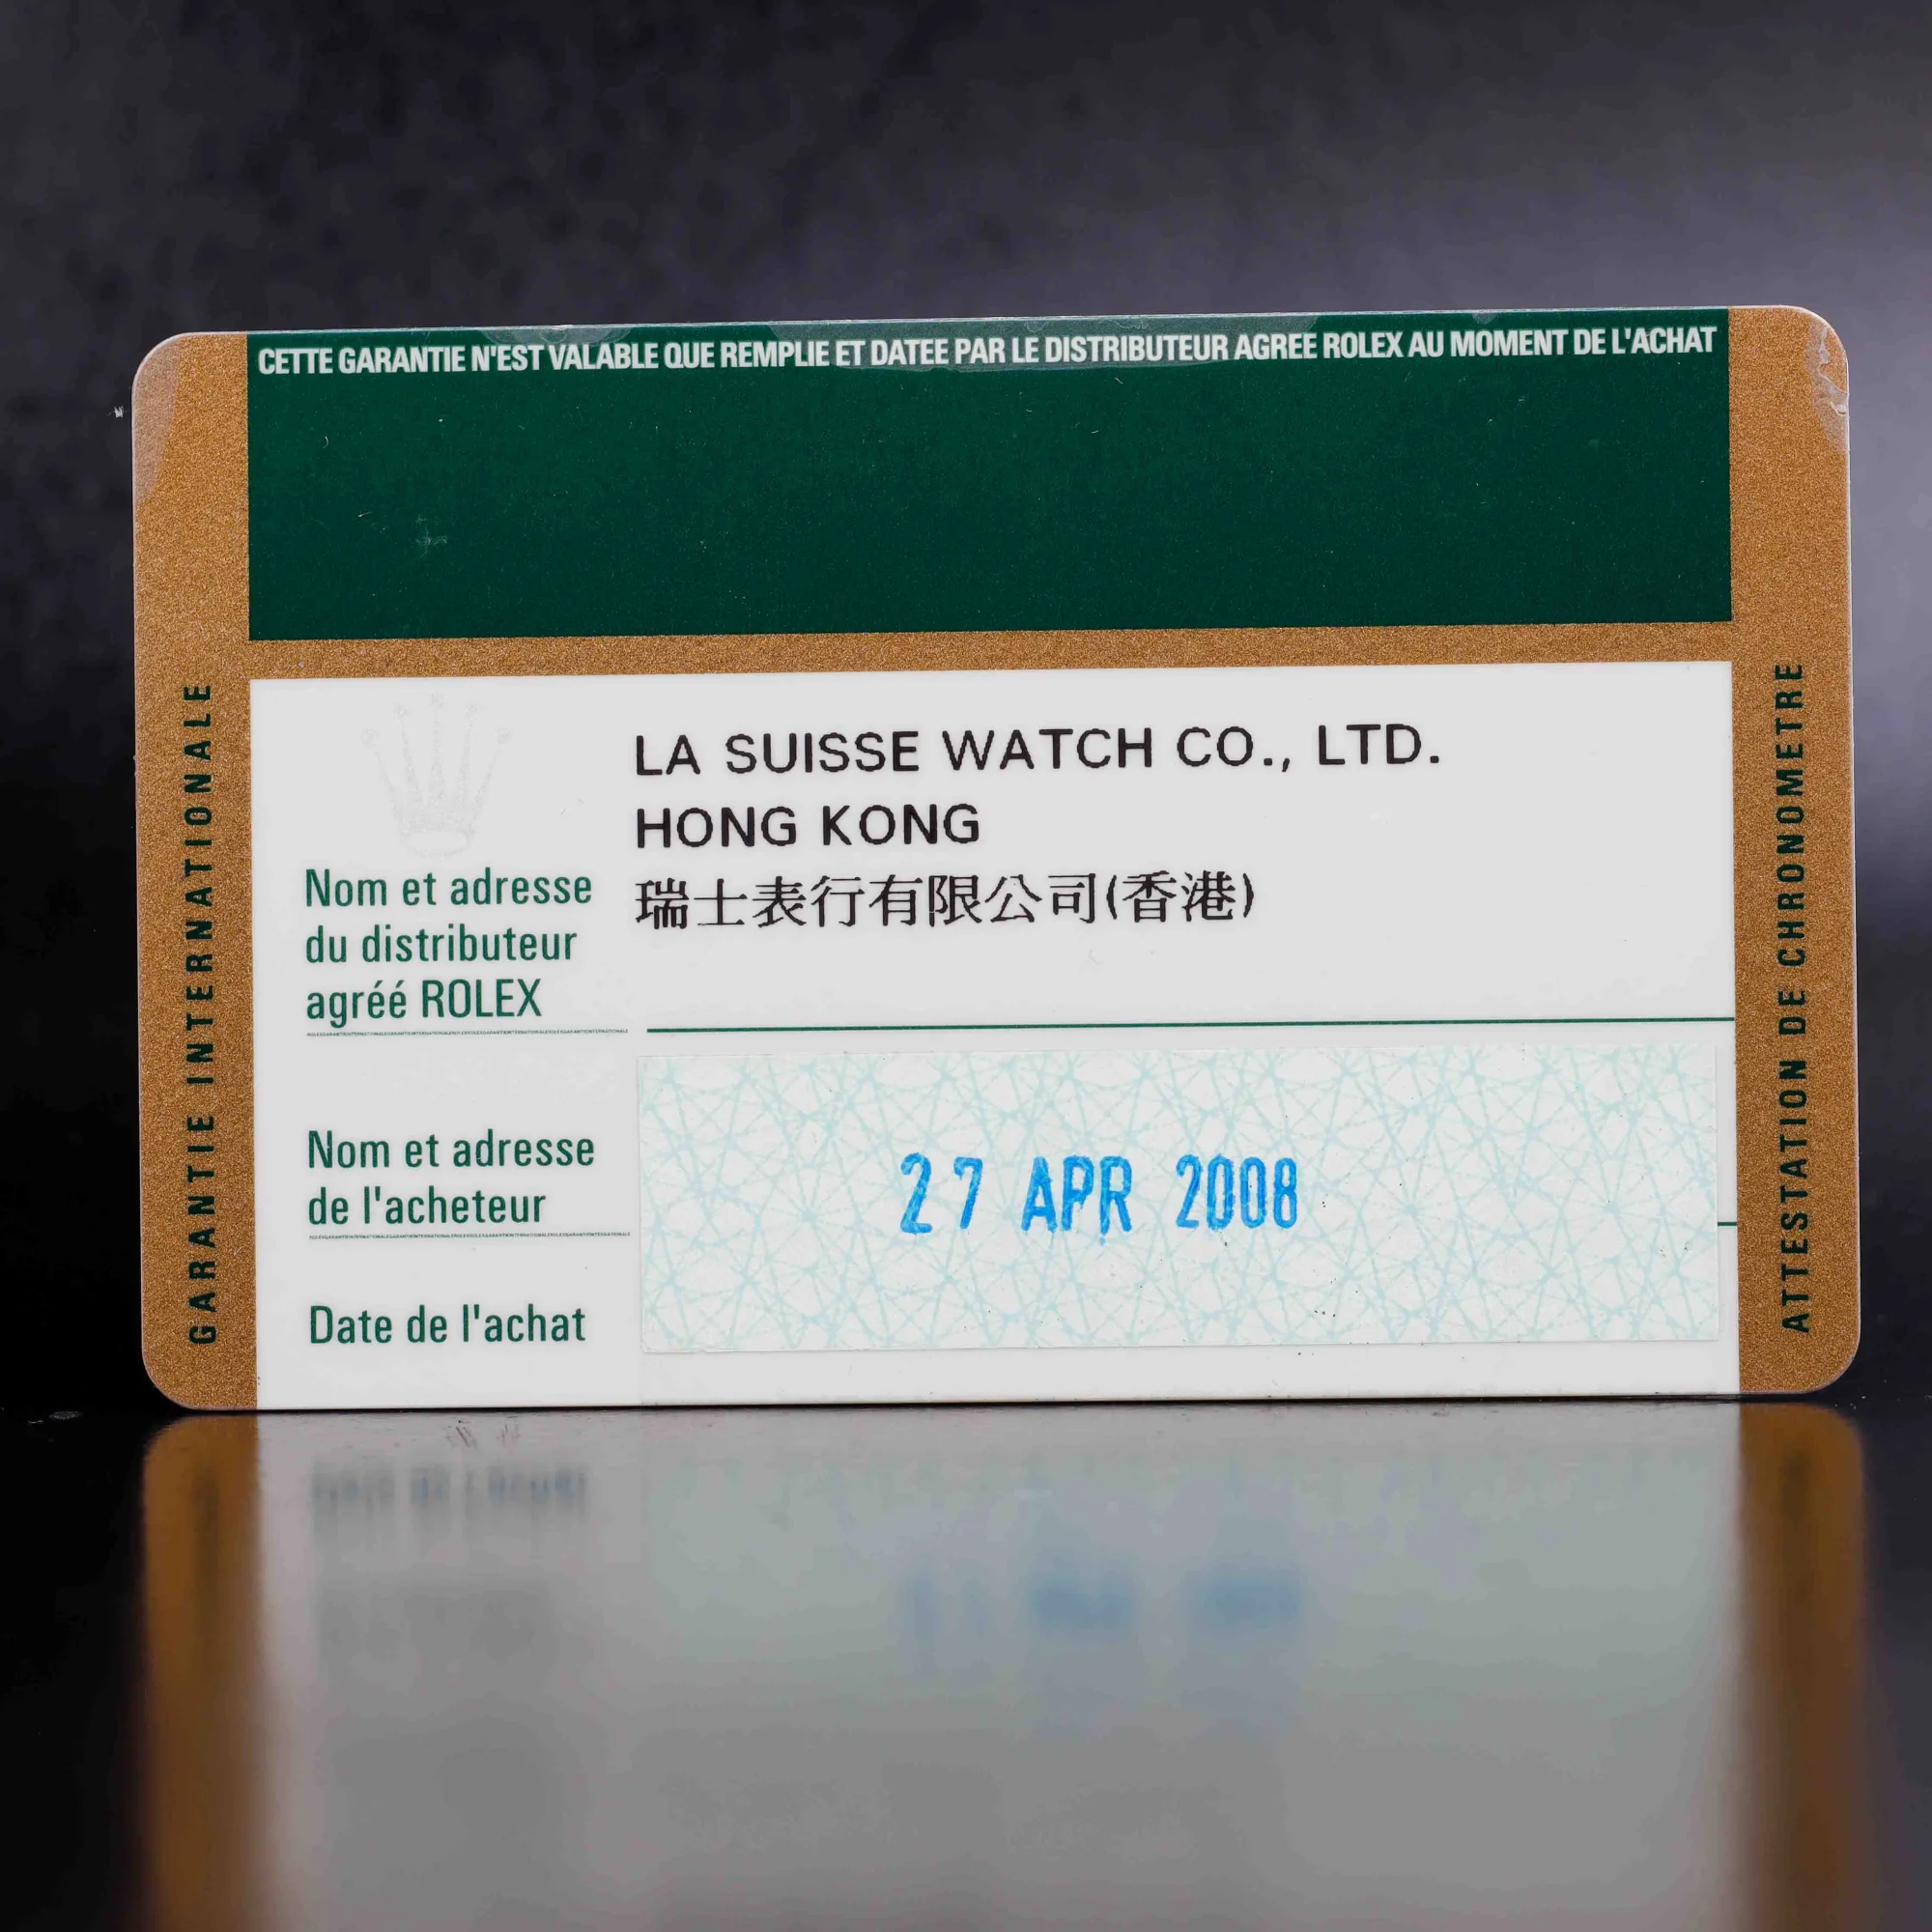 CETTE GARANTIE N'EST VALABLE QUE REMPLIE ET DATEE PAR LE DISTRIBUTEUR AGREE ROLEX AU MOMENT DE L'ACHAT
GARANTIE INTERNATIONALE
LA SUISSE WATCH CO., LTD.
HONG KONG
瑞士表行有限公司(香港)
Nom et adresse
du distributeur
agréé ROLEX
Nom et adresse
de l'acheteur
27 APR 2008
Date de l'achat
ATTESTATION DE CHRONOMETRE